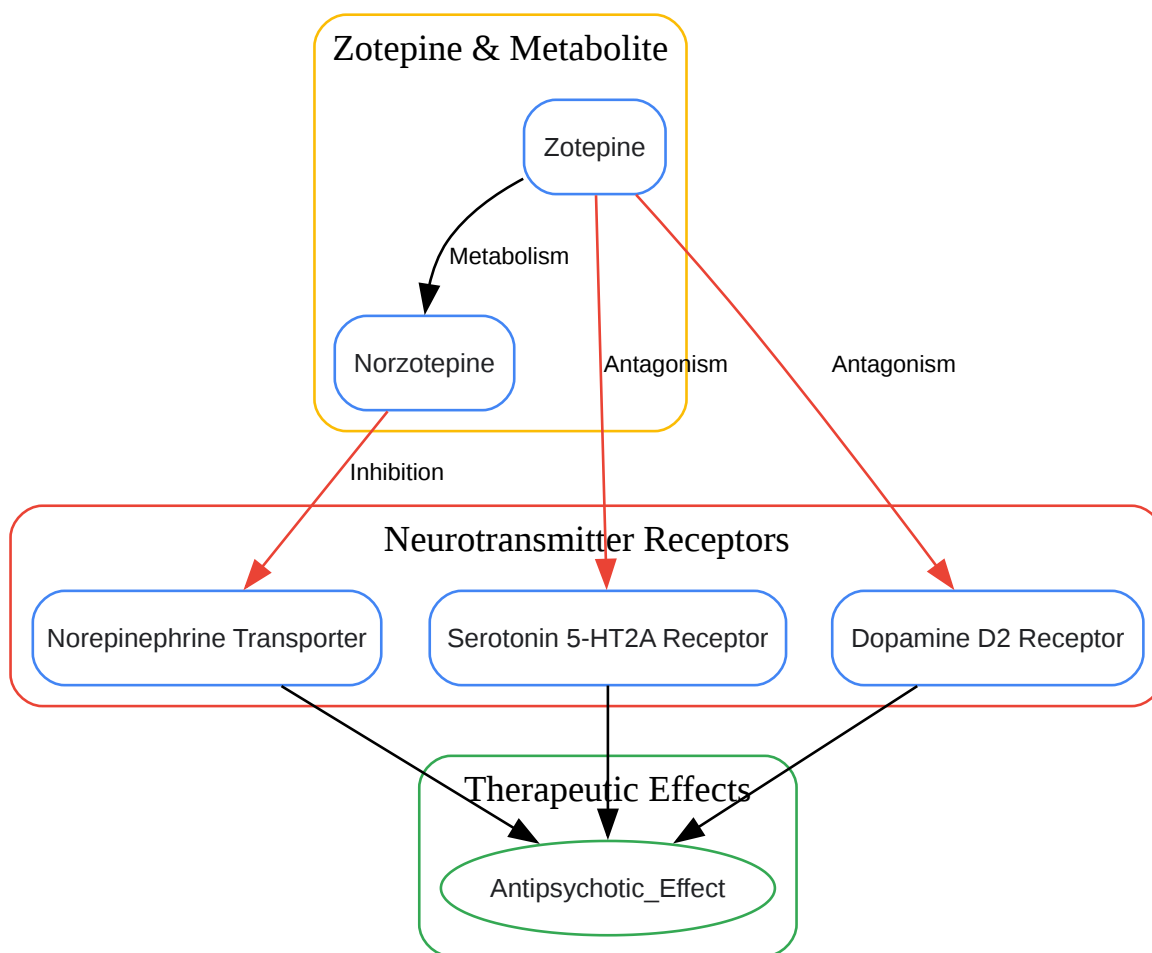 Zotepine & Metabolite
Zotepine
Metabolism
Norzotepine
Antagonism
Antagonism
Inhibition
Neurotransmitter Receptors
Norepinephrine Transporter
Serotonin 5-HT2A Receptor
Dopamine D2 Receptor
Therapeutic Effects
Antipsychotic_Effect